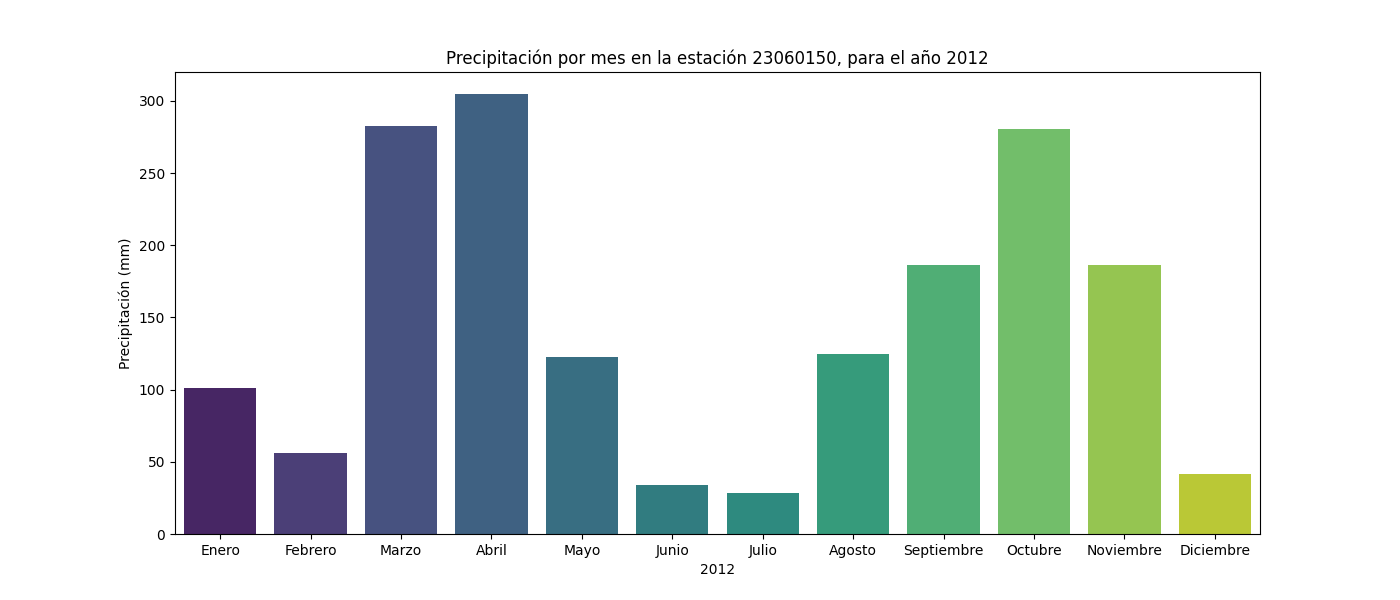 Precipitación por mes en la estación 23060150, para el año 2012
Precipitación (mm)
300
250
200
150
100
50
0
Enero Febrero Marzo Abril Mayo Junio Julio Agosto Septiembre Octubre Noviembre Diciembre
2012